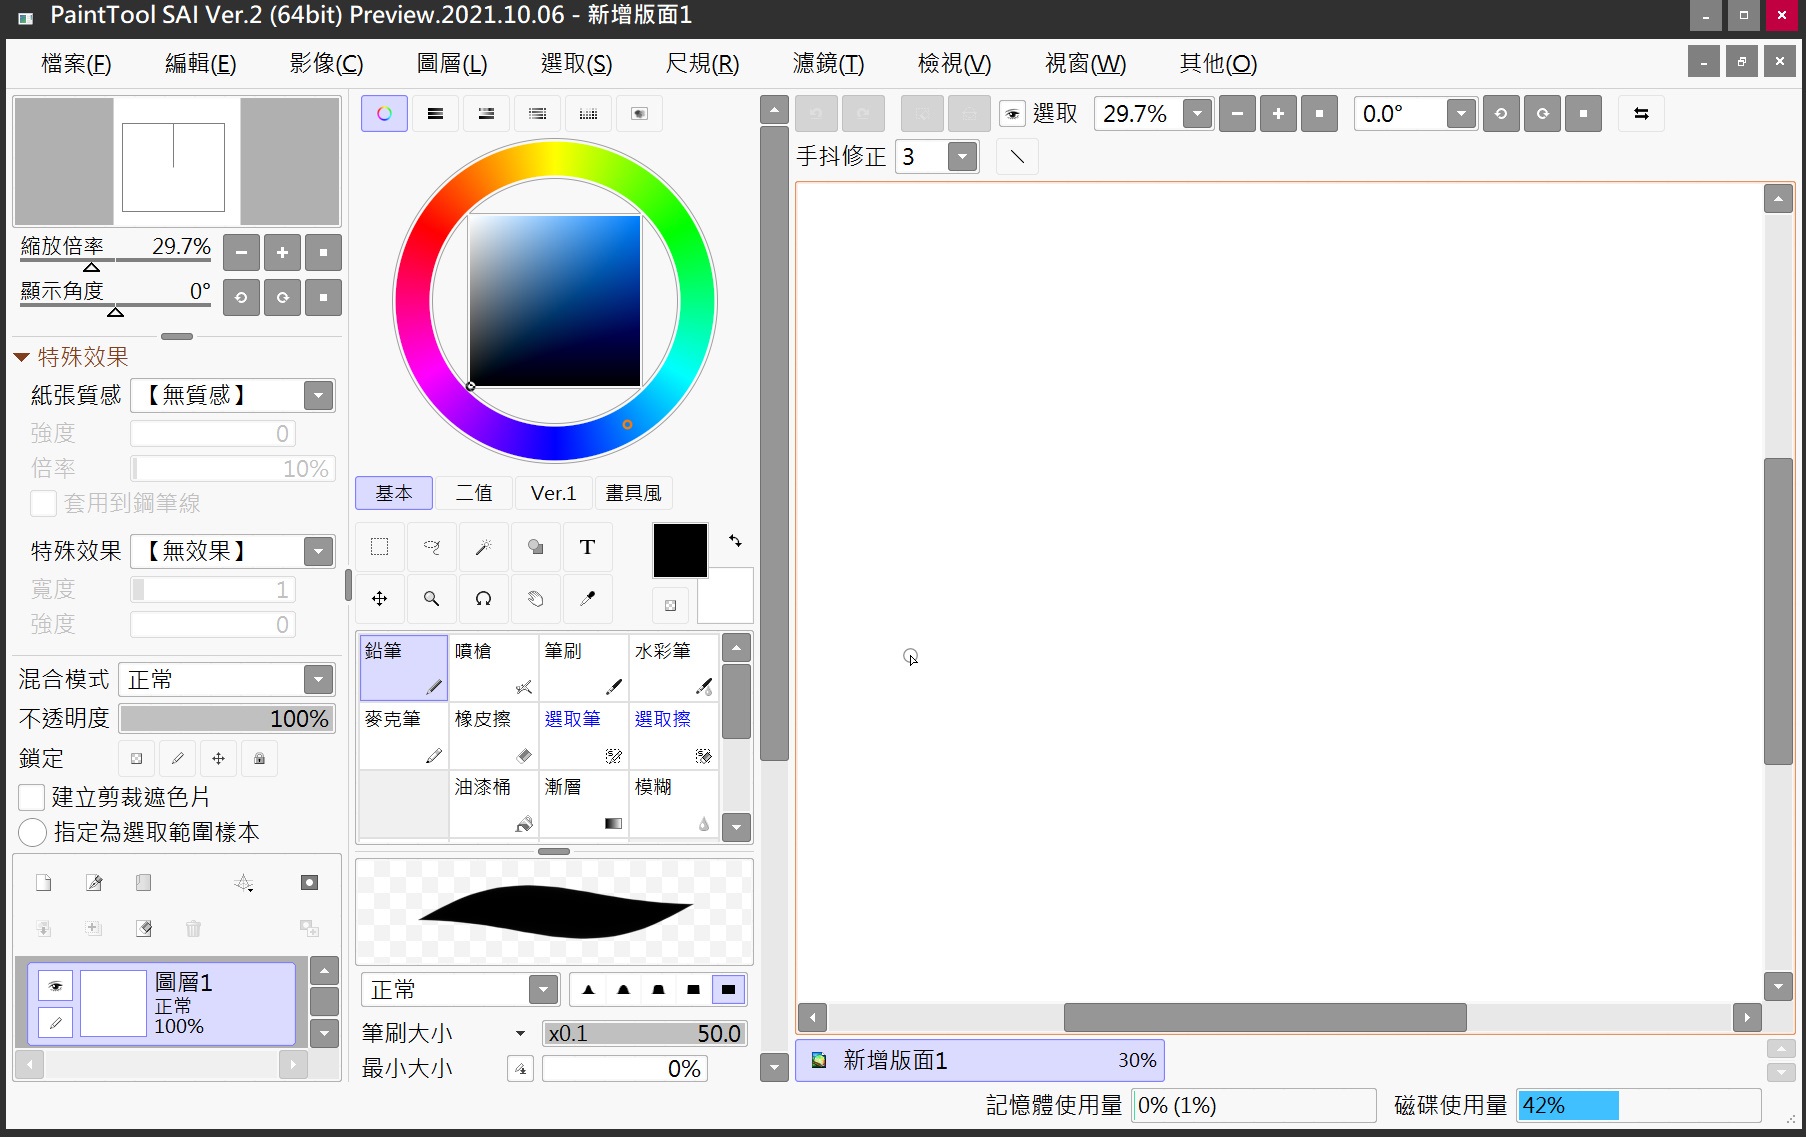 PaintTool SAI Ver.2 (64bit) Preview.2021.10.06 - 新增版面1
檔案(F) 編輯(E) 影像(C) 圖層(L) 選取(S) 尺規(R) 濾鏡(T) 檢視(V) 視窗(W) 其他(O)
選取 29.7% 0.0°
手抖修正 3
縮放倍率 29.7%
顯示角度 0°
特殊效果
紙張質感 【無質感】
強度 0
倍率 10%
套用到鋼筆線
特殊效果 【無效果】
寬度 1
強度 0
混合模式 正常
不透明度 100%
鎖定
建立剪裁遮色片
指定為選取範圍樣本
圖層1
正常
100%
基本 二值 Ver.1 畫具風
T
鉛筆 噴槍 筆刷 水彩筆
麥克筆 橡皮擦 選取筆 選取擦
油漆桶 漸層 模糊
正常
筆刷大小 x0.1 50.0
最小大小 0%
新增版面1 30%
記憶體使用量 0% (1%) 磁碟使用量 42%